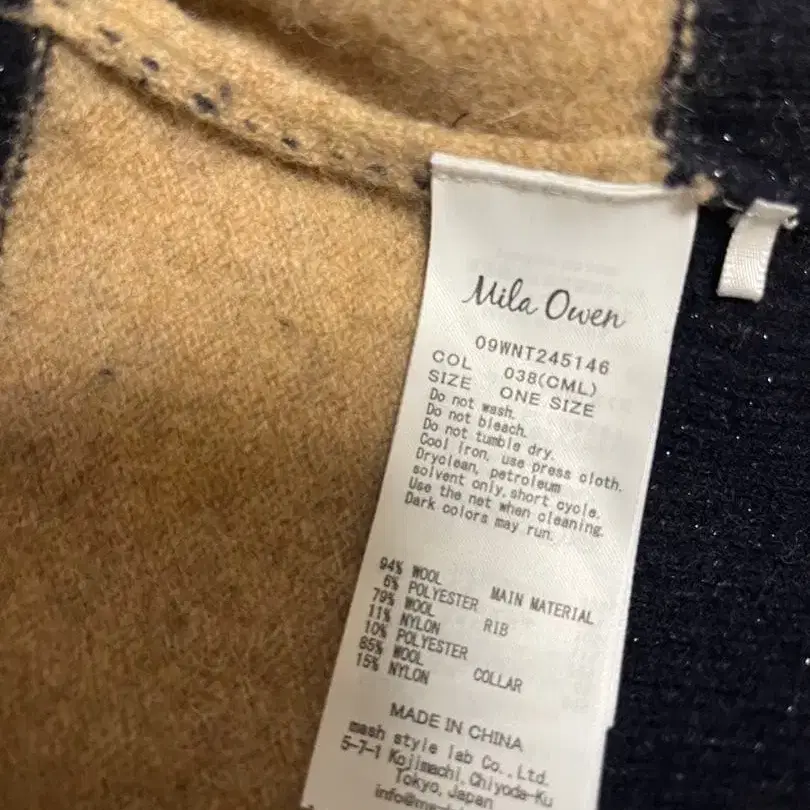 Mila Owen
09WNT245146
COL 038(CML)
SIZE ONE SIZE
Do not wash.
Do not bleach.
Do not tumble dry.
Cool iron, use press cloth.
Dryclean, petroleum
solvent only, short cycle.
Use the net when cleaning.
Dark colors may run.
94% WOOL MAIN MATERIAL
6% POLYESTER
79% WOOL RIB
11% NYLON
10% POLYESTER
85% WOOL COLLAR
15% NYLON
MADE IN CHINA
mash style lab Co.,Ltd.
5-7-1 Kojimachi,Chiyoda-Ku
Tokyo,Japan